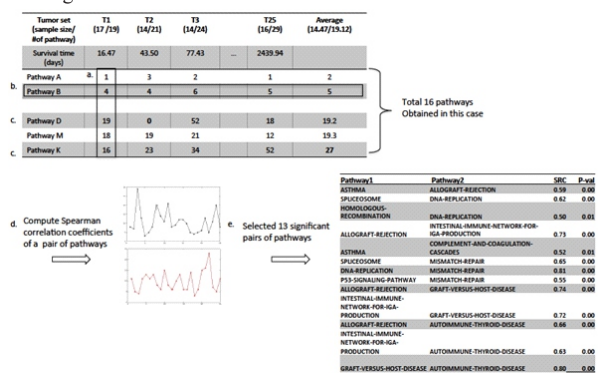 Tumor set T1 T2 T3 T25 Average
(sample size/ (17/19) (14/21) (14/24) (16/29) (14.47/19.12)
#of pathway)
Survival time 16.47 43.50 77.43 ... 2439.94
(days)
Pathway A a. 1 3 2 1 2
b. Pathway B 4 4 6 5 5
c. Pathway D 19 0 52 18 19.2
Pathway M 18 19 21 12 19.3
c. Pathway K 16 23 34 52 27
Total 16 pathways
Obtained in this case
d. Compute Spearman
correlation coefficients
of a pair of pathways
e. Selected 13 significant
pairs of pathways
Pathway1 Pathway2 SRC P-val
ASTHMA ALLOGRAFT-REJECTION 0.59 0.00
SPLICEOSOME DNA-REPLICATION 0.62 0.00
HOMOLOGOUS-
RECOMBINATION DNA-REPLICATION 0.50 0.01
INTESTINAL-IMMUNE-NETWORK-FOR-
ALLOGRAFT-REJECTION IGA-PRODUCTION 0.73 0.00
COMPLEMENT-AND-COAGULATION-
ASTHMA CASCADES 0.52 0.01
SPLICEOSOME MISMATCH-REPAIR 0.65 0.00
DNA-REPLICATION MISMATCH-REPAIR 0.81 0.00
P53-SIGNALING-PATHWAY MISMATCH-REPAIR 0.55 0.00
ALLOGRAFT-REJECTION GRAFT-VERSUS-HOST-DISEASE 0.74 0.00
INTESTINAL-IMMUNE-
NETWORK-FOR-IGA-
PRODUCTION GRAFT-VERSUS-HOST-DISEASE 0.72 0.00
ALLOGRAFT-REJECTION AUTOIMMUNE-THYROID-DISEASE 0.66 0.00
INTESTINAL-IMMUNE-
NETWORK-FOR-IGA-
PRODUCTION AUTOIMMUNE-THYROID-DISEASE 0.63 0.00
GRAFT-VERSUS-HOST-DISEASE AUTOIMMUNE-THYROID-DISEASE 0.80 0.00